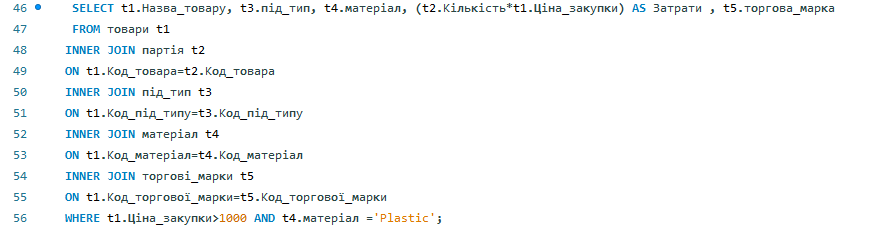 46 SELECT t1.Назва_товару, t3.під_тип, t4.матеріал, (t2.Кількість*t1.Ціна_закупки) AS Затрати , t5.торгова_марка
47 FROM товари t1
48 INNER JOIN партія t2
49 ON t1.Код_товара=t2.Код_товара
50 INNER JOIN під_тип t3
51 ON t1.Код_під_типу=t3.Код_під_типу
52 INNER JOIN матеріал t4
53 ON t1.Код_матеріал=t4.Код_матеріал
54 INNER JOIN торгові_марки t5
55 ON t1.Код_торгової_марки=t5.Код_торгової_марки
56 WHERE t1.Ціна_закупки>1000 AND t4.матеріал ='Plastic';